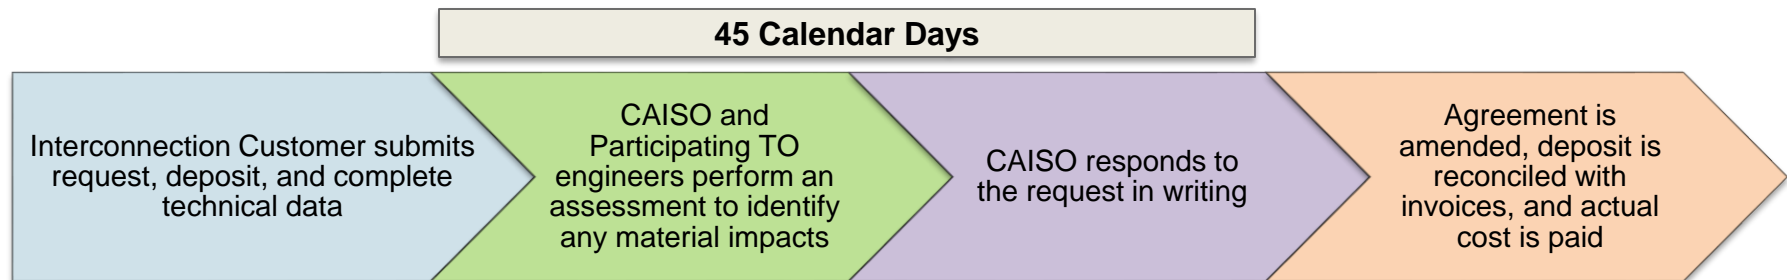 45 Calendar Days
Interconnection Customer submits
request, deposit, and complete
technical data
CAISO and
Participating TO
engineers perform an
assessment to identify
any material impacts
CAISO responds to
the request in writing
Agreement is
amended, deposit is
reconciled with
invoices, and actual
cost is paid